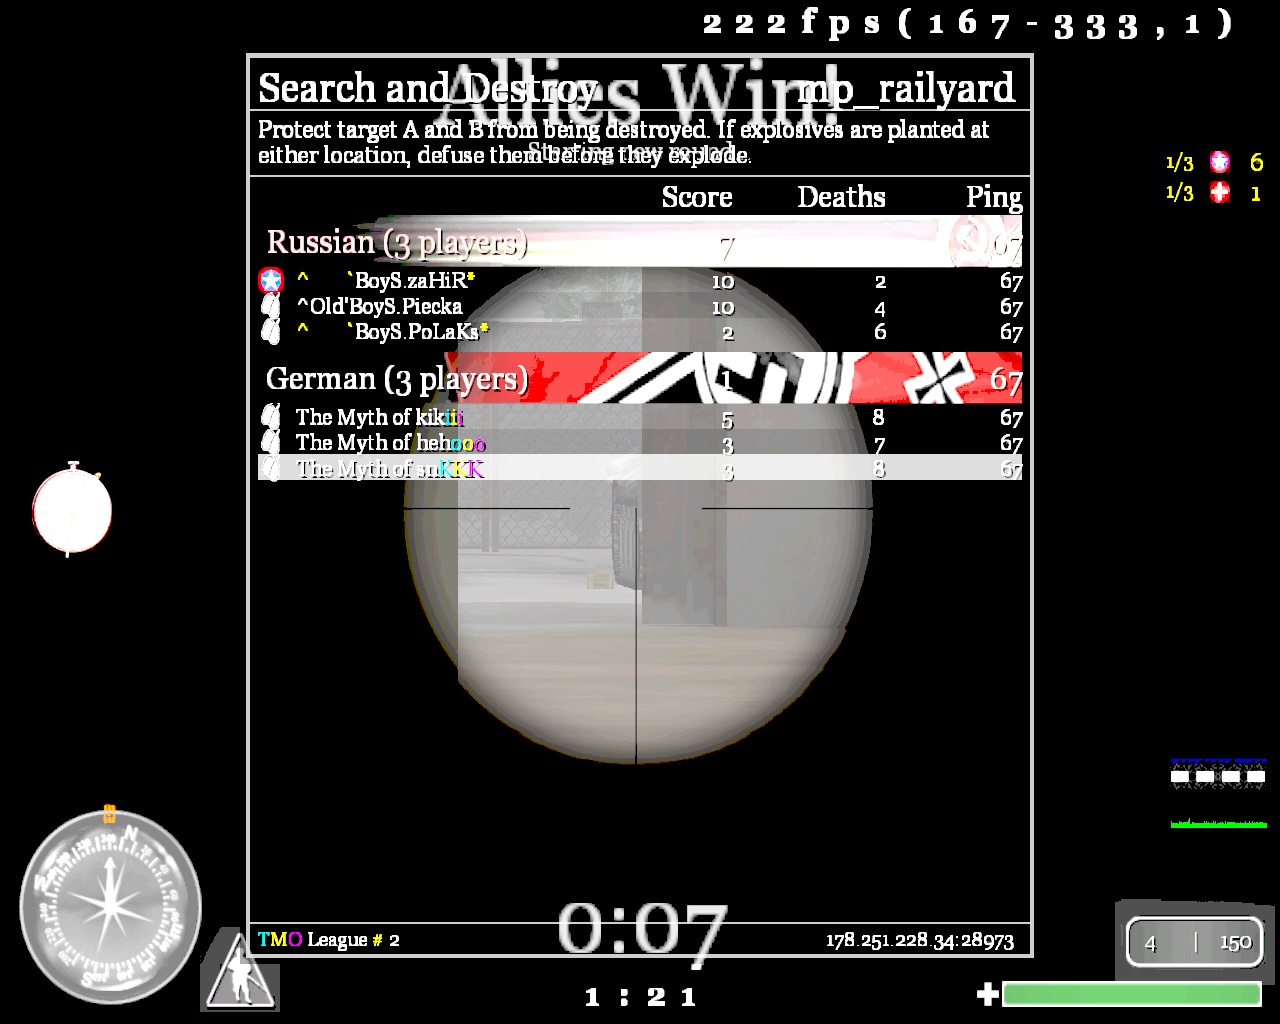 222fps(167-333,1)
Allies Win!
Search and Destroy mp_railyard
Protect target A and B from being destroyed. If explosives are planted at
either location, defuse them before they explode.
Starting new round
1/3 6
1/3 1
Score Deaths Ping
Russian (3 players) 7 67
^ `BoyS.zaHiR* 10 2 67
^Old'BoyS.Piecka 10 4 67
^ `BoyS.PoLaKs* 2 6 67
German (3 players) 1 67
The Myth of kikiii 5 8 67
The Myth of hehooo 3 7 67
The Myth of snKKK 3 8 67
0:07
TMO League # 2 178.251.228.34:28973
4 | 150
1:21
N